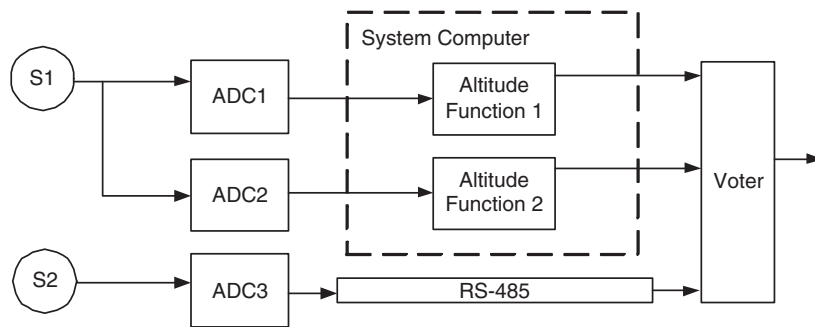 System Computer
S1
ADC1
Altitude
Function 1
ADC2
Altitude
Function 2
Voter
S2
ADC3
RS-485